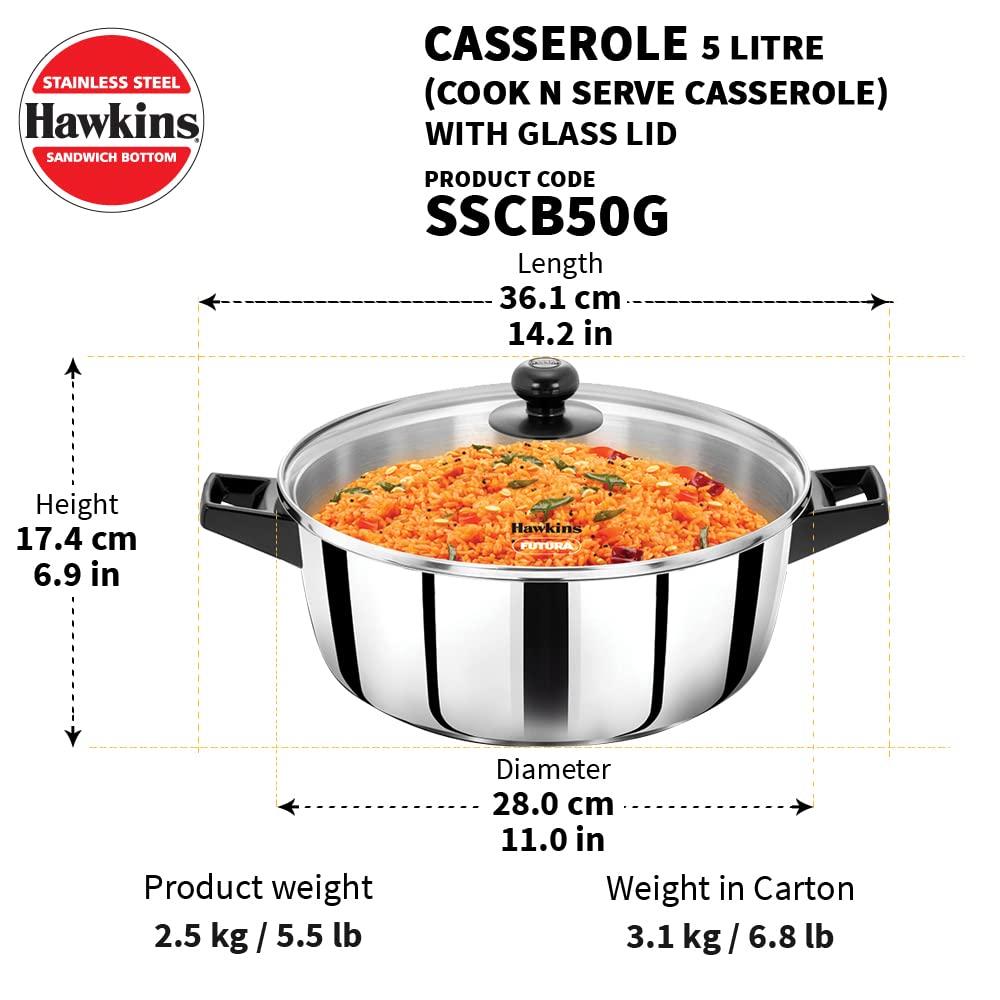 STAINLESS STEEL
Hawkins
SANDWICH BOTTOM
CASSEROLE 5 LITRE
(COOK N SERVE CASSEROLE)
WITH GLASS LID
PRODUCT CODE
SSCB50G
Length
36.1 cm
14.2 in
Height
17.4 cm
6.9 in
Hawkins
FUTURA
Diameter
28.0 cm
11.0 in
Product weight
2.5 kg / 5.5 lb
Weight in Carton
3.1 kg / 6.8 lb